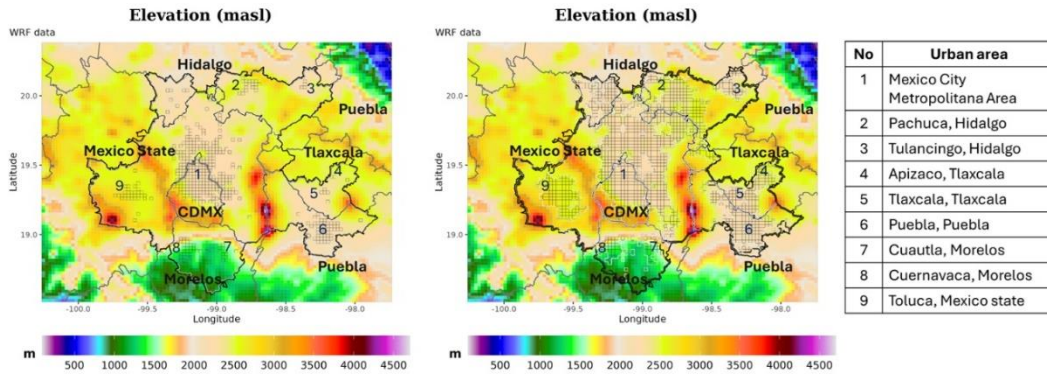 Elevation (masl)
WRF data
Hidalgo
2
3
Puebla
Mexico State
Tlaxcala
4
9
1
5
CDMX
6
8
7
Puebla
Morelos
20.0
19.5
19.0
Latitude
-100.0
-99.5
-99.0
-98.5
-98.0
Longitude
m
500 1000 1500 2000 2500 3000 3500 4000 4500
Elevation (masl)
WRF data
Hidalgo
2
3
Puebla
Mexico State
Tlaxcala
4
9
1
5
CDMX
6
8
7
Puebla
Morelos
20.0
19.5
19.0
Latitude
-100.0
-99.5
-99.0
-98.5
-98.0
Longitude
m
500 1000 1500 2000 2500 3000 3500 4000 4500
No Urban area
1 Mexico City
Metropolitana Area
2 Pachuca, Hidalgo
3 Tulancingo, Hidalgo
4 Apizaco, Tlaxcala
5 Tlaxcala, Tlaxcala
6 Puebla, Puebla
7 Cuautla, Morelos
8 Cuernavaca, Morelos
9 Toluca, Mexico state